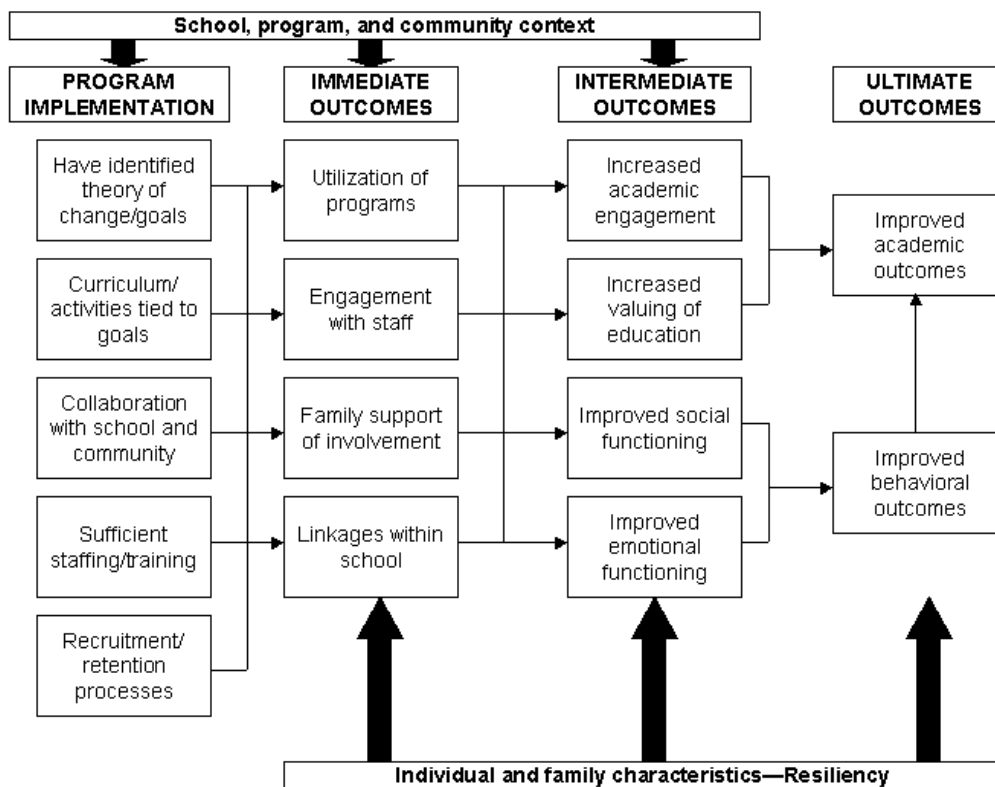 School, program, and community context
PROGRAM
IMPLEMENTATION
IMMEDIATE
OUTCOMES
INTERMEDIATE
OUTCOMES
ULTIMATE
OUTCOMES
Have identified
theory of
change/goals
Curriculum/
activities tied to
goals
Collaboration
with school and
community
Sufficient
staffing/training
Recruitment/
retention
processes
Utilization of
programs
Engagement
with staff
Family support
of involvement
Linkages within
school
Increased
academic
engagement
Increased
valuing of
education
Improved social
functioning
Improved
emotional
functioning
Improved
academic
outcomes
Improved
behavioral
outcomes
Individual and family characteristics—Resiliency